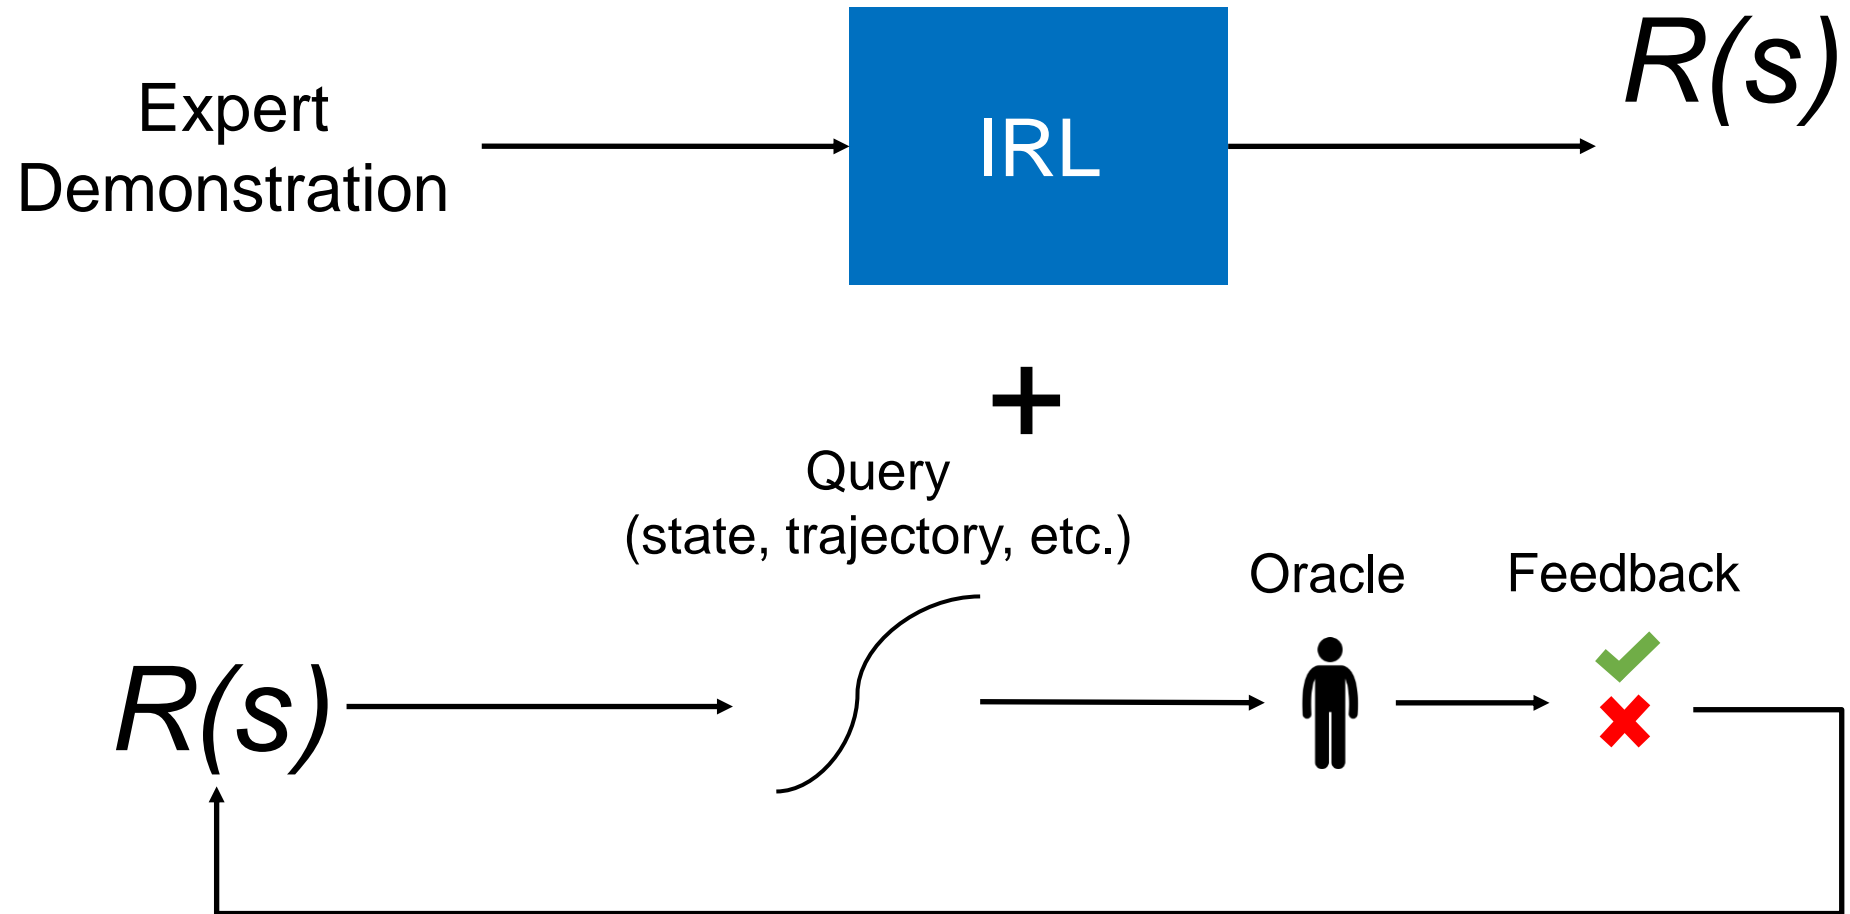 Expert
Demonstration
IRL
R(s)
+
Query
(state, trajectory, etc.)
Oracle
Feedback
R(s)